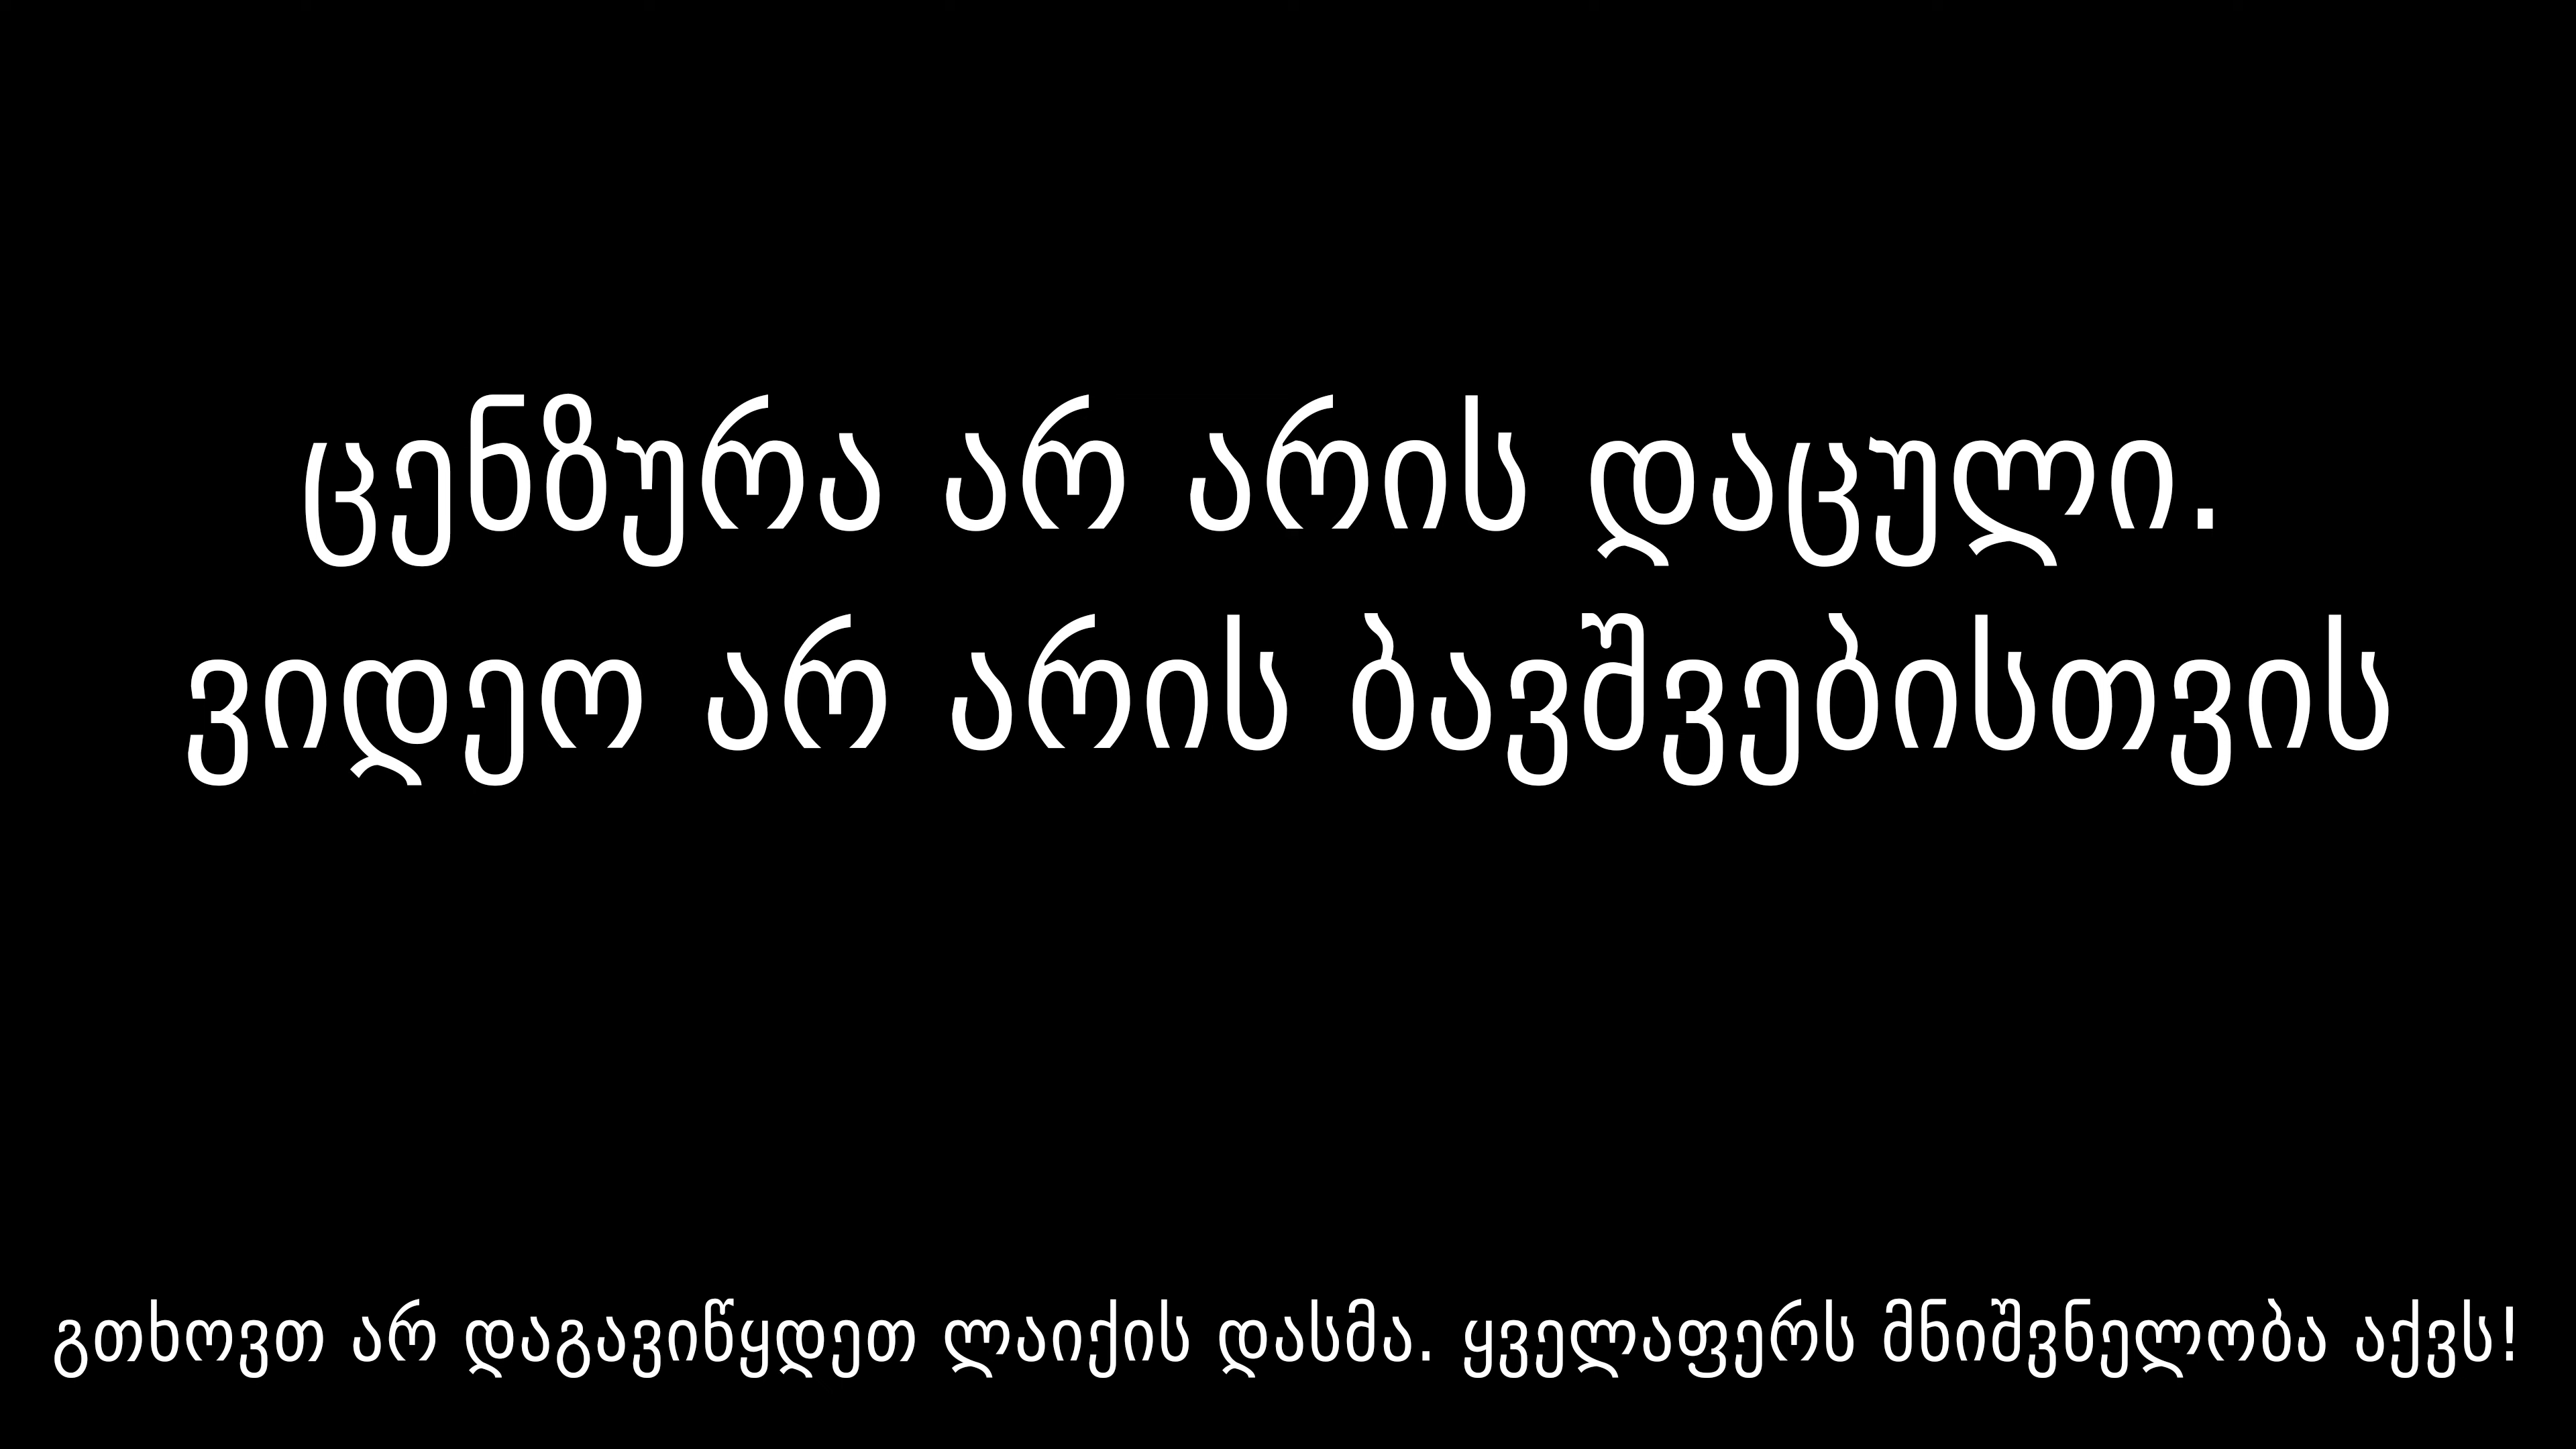 ცენზურა არ არის დაცული.
ვიდეო არ არის ბავშვებისთვის
გთხოვთ არ დაგავიწყდეთ ლაიქის დასმა. ყველაფერს მნიშვნელობა აქვს!